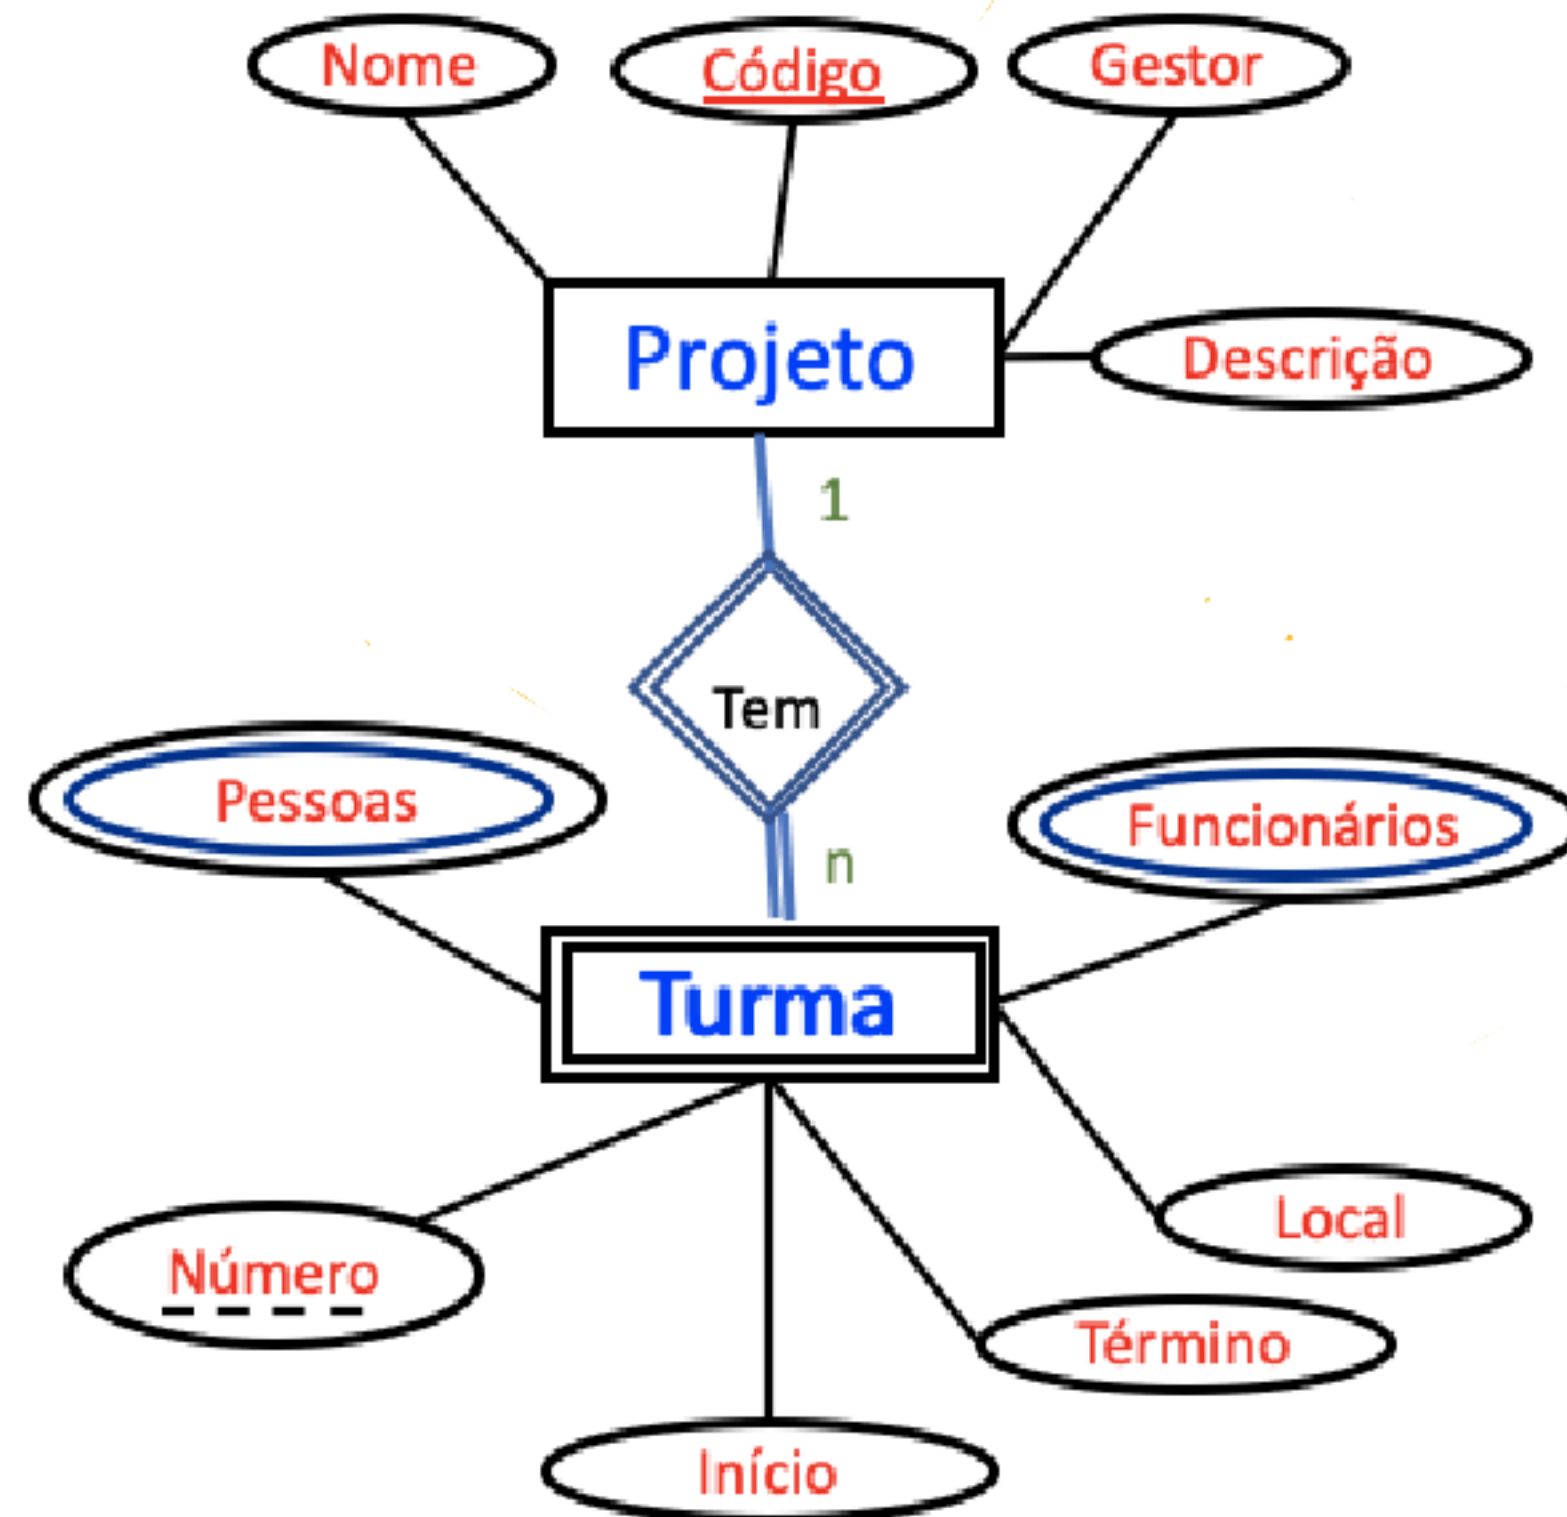 Nome
Código
Gestor
Projeto
Descrição
1
Tem
Pessoas
Funcionários
n
Turma
Local
Número
Término
Início